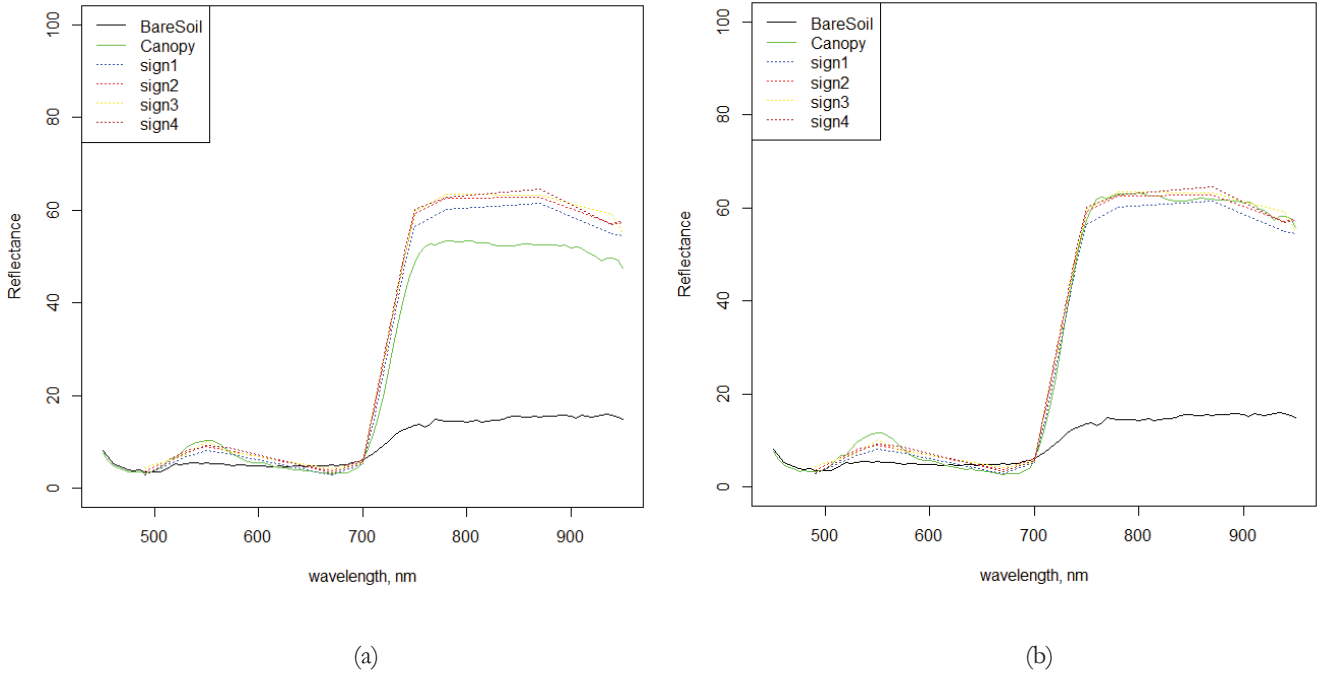 BareSoil
Canopy
sign1
sign2
sign3
sign4
100
80
60
40
20
0
Reflectance
500 600 700 800 900
wavelength, nm
(a)
BareSoil
Canopy
sign1
sign2
sign3
sign4
100
80
60
40
20
0
Reflectance
500 600 700 800 900
wavelength, nm
(b)